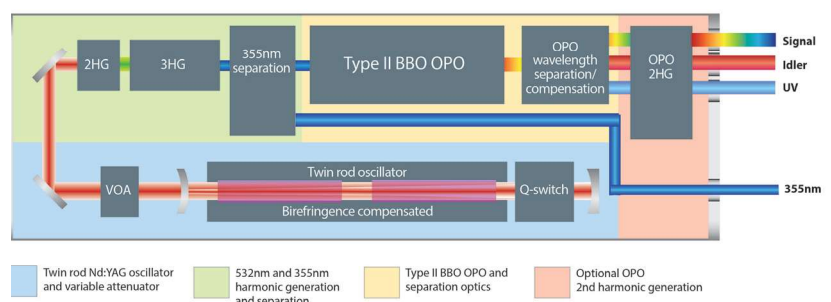 2HG
3HG
355nm
separation
Type II BBO OPO
OPO
wavelength
separation/
compensation
OPO
2HG
Signal
Idler
UV
VOA
Twin rod oscillator
Birefringence compensated
Q-switch
355nm
Twin rod Nd:YAG oscillator
and variable attenuator
532nm and 355nm
harmonic generation
and separation
Type II BBO OPO and
separation optics
Optional OPO
2nd harmonic generation